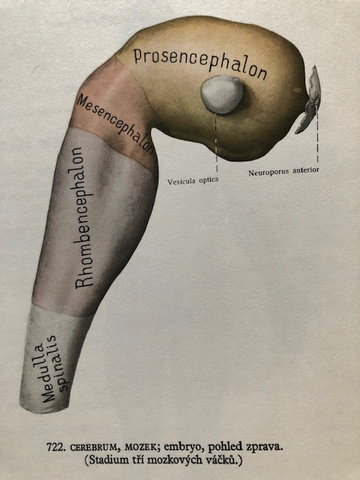 Prosencephalon
Mesencephalon
Vesicula optica
Neuroporus anterior
Rhombencephalon
Medulla
spinalis
722. CEREBRUM, MOZEK; embryo, pohled zprava.
(Stadium tří mozkových váčků.)